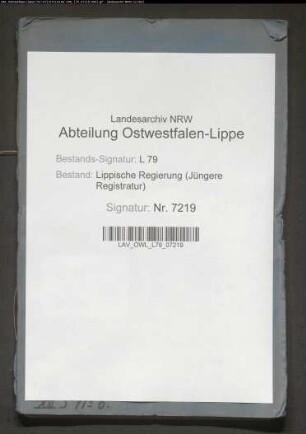 Landesarchiv NRW
Abteilung Ostwestfalen-Lippe
Bestands-Signatur: L 79
Bestand: Lippische Regierung (Jüngere
Registratur)
Signatur: Nr. 7219
LAV_OWL_L79_07219